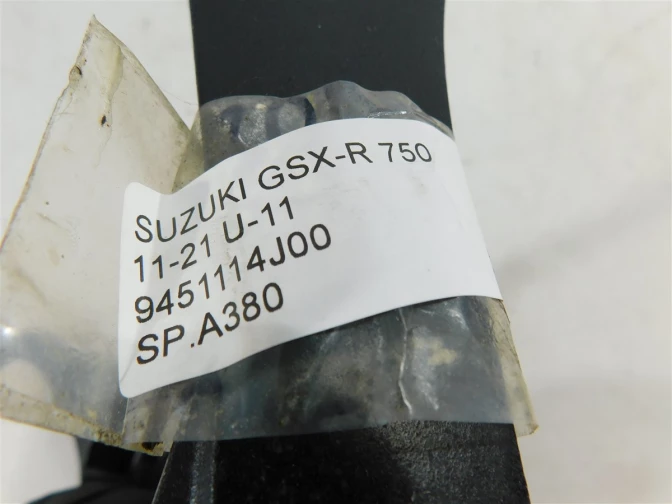 SUZUKI GSX-R 750
11-21 U-11
9451114J00
SP.A380